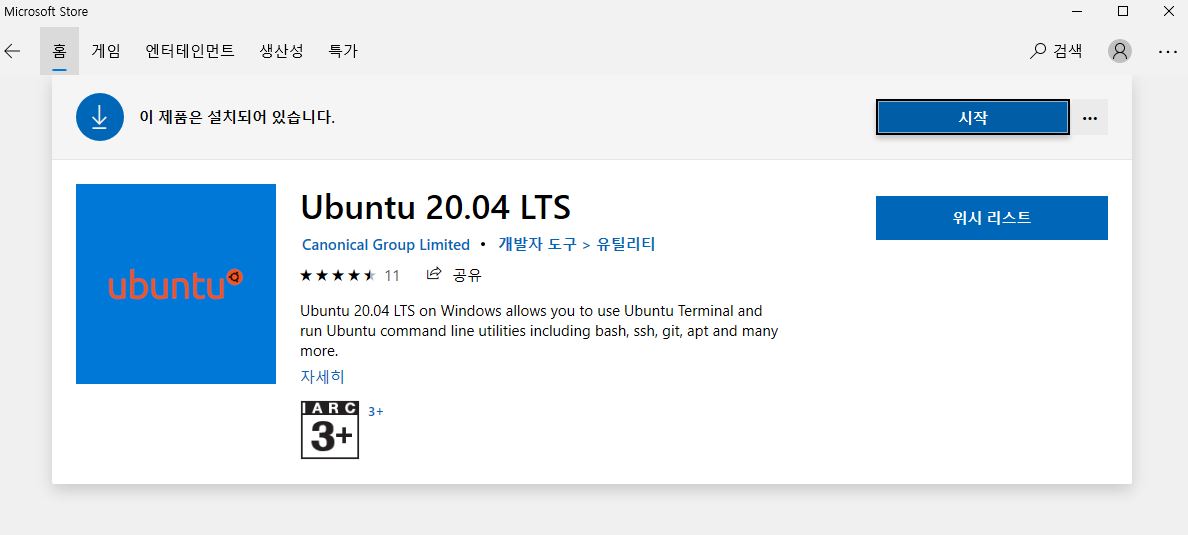 Microsoft Store
홈 게임 엔터테인먼트 생산성 특가 검색
이 제품은 설치되어 있습니다.
시작
ubuntu
Ubuntu 20.04 LTS
Canonical Group Limited • 개발자 도구 > 유틸리티
11 공유
Ubuntu 20.04 LTS on Windows allows you to use Ubuntu Terminal and
run Ubuntu command line utilities including bash, ssh, git, apt and many
more.
자세히
위시 리스트
IARC
3+
3+